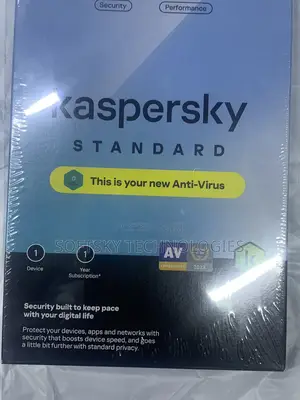 Security
Performance
kaspersky
STANDARD
This is your new Anti-Virus
1
Device
1
Year
Subscription*
AV
Security built to keep pace
with your digital life
Protect your devices, apps and networks with
security that boosts device speed, and goes
a little bit further with standard privacy.